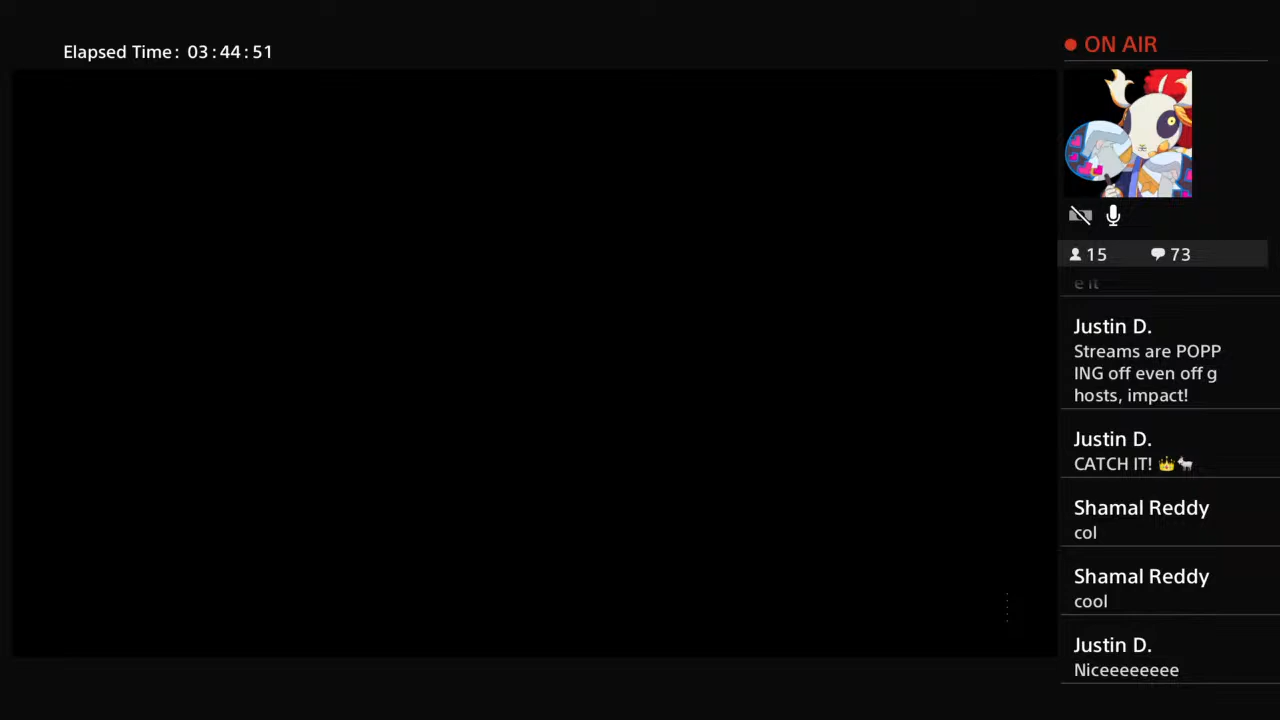 Elapsed Time: 03:44:51
ON AIR
15 73
e it
Justin D.
Streams are POPP
ING off even off g
hosts, impact!
Justin D.
CATCH IT! 👑🐐
Shamal Reddy
col
Shamal Reddy
cool
Justin D.
Niceeeeeeee